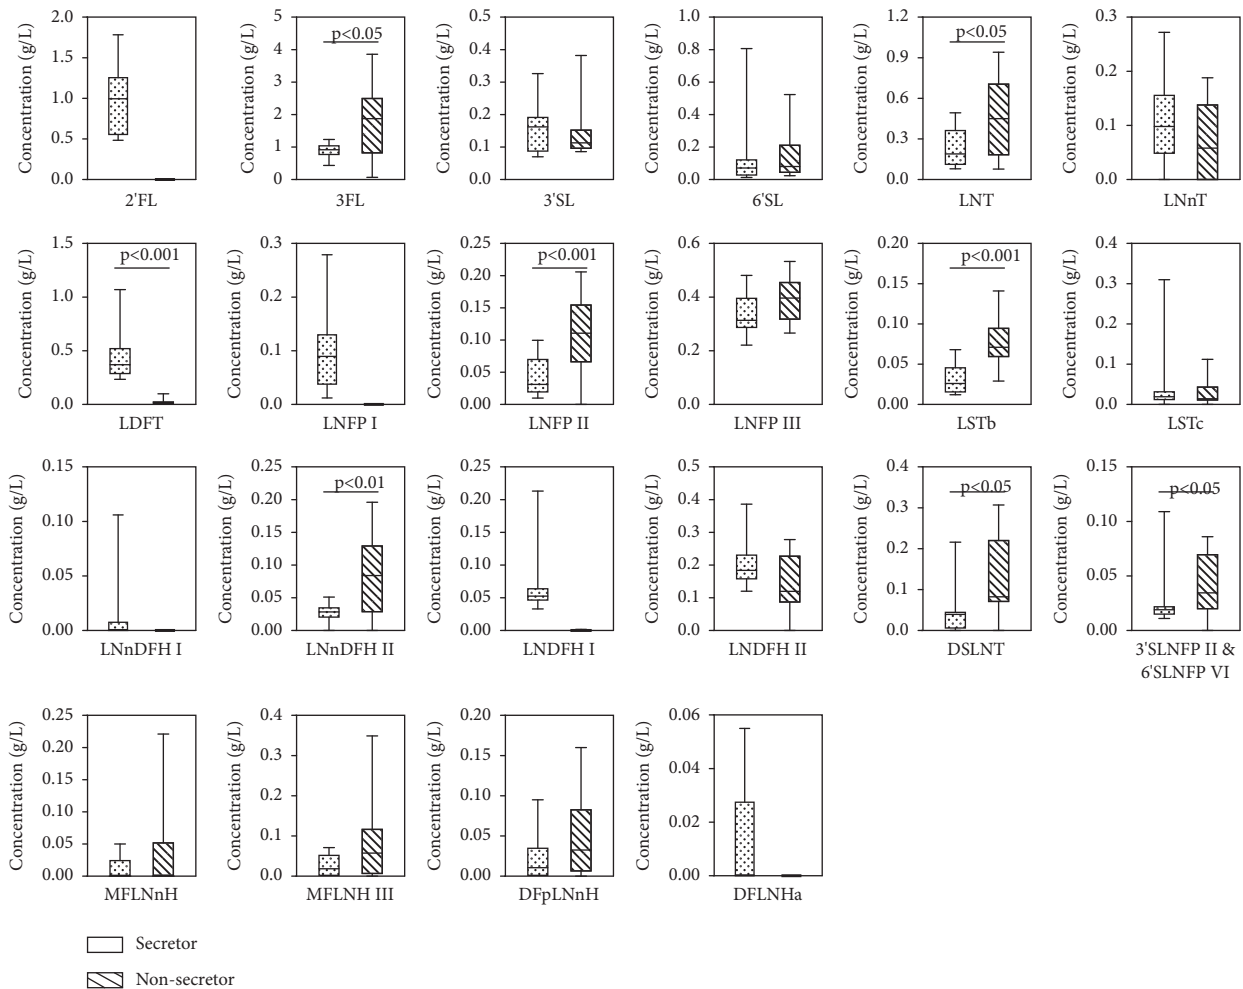 Concentration (g/L)
2.0
1.5
1.0
0.5
0.0
2'FL
Concentration (g/L)
5
4
3
2
1
0
p<0.05
3FL
Concentration (g/L)
0.5
0.4
0.3
0.2
0.1
0.0
3'SL
Concentration (g/L)
1.0
0.8
0.6
0.4
0.2
0.0
6'SL
Concentration (g/L)
1.2
0.9
0.6
0.3
0.0
p<0.05
LNT
Concentration (g/L)
0.3
0.2
0.1
0.0
LNnT
Concentration (g/L)
1.5
1.0
0.5
0.0
p<0.001
LDFT
Concentration (g/L)
0.3
0.2
0.1
0.0
LNFP I
Concentration (g/L)
0.25
0.20
0.15
0.10
0.05
0.00
p<0.001
LNFP II
Concentration (g/L)
0.6
0.4
0.2
0.0
LNFP III
Concentration (g/L)
0.20
0.15
0.10
0.05
0.00
p<0.001
LSTb
Concentration (g/L)
0.4
0.3
0.2
0.1
0.0
LSTc
Concentration (g/L)
0.15
0.10
0.05
0.00
LNnDFH I
Concentration (g/L)
0.25
0.20
0.15
0.10
0.05
0.00
p<0.01
LNnDFH II
Concentration (g/L)
0.25
0.20
0.15
0.10
0.05
0.00
LNDFH I
Concentration (g/L)
0.5
0.4
0.3
0.2
0.1
0.0
LNDFH II
Concentration (g/L)
0.4
0.3
0.2
0.1
0.0
p<0.05
DSLNT
Concentration (g/L)
0.15
0.10
0.05
0.00
p<0.05
3'SLNFP II &
6'SLNFP VI
Concentration (g/L)
0.25
0.20
0.15
0.10
0.05
0.00
MFLNnH
Concentration (g/L)
0.4
0.3
0.2
0.1
0.0
MFLNH III
Concentration (g/L)
0.20
0.15
0.10
0.05
0.00
DFpLNnH
Concentration (g/L)
0.06
0.04
0.02
0.00
DFLNHa
Secretor
Non-secretor